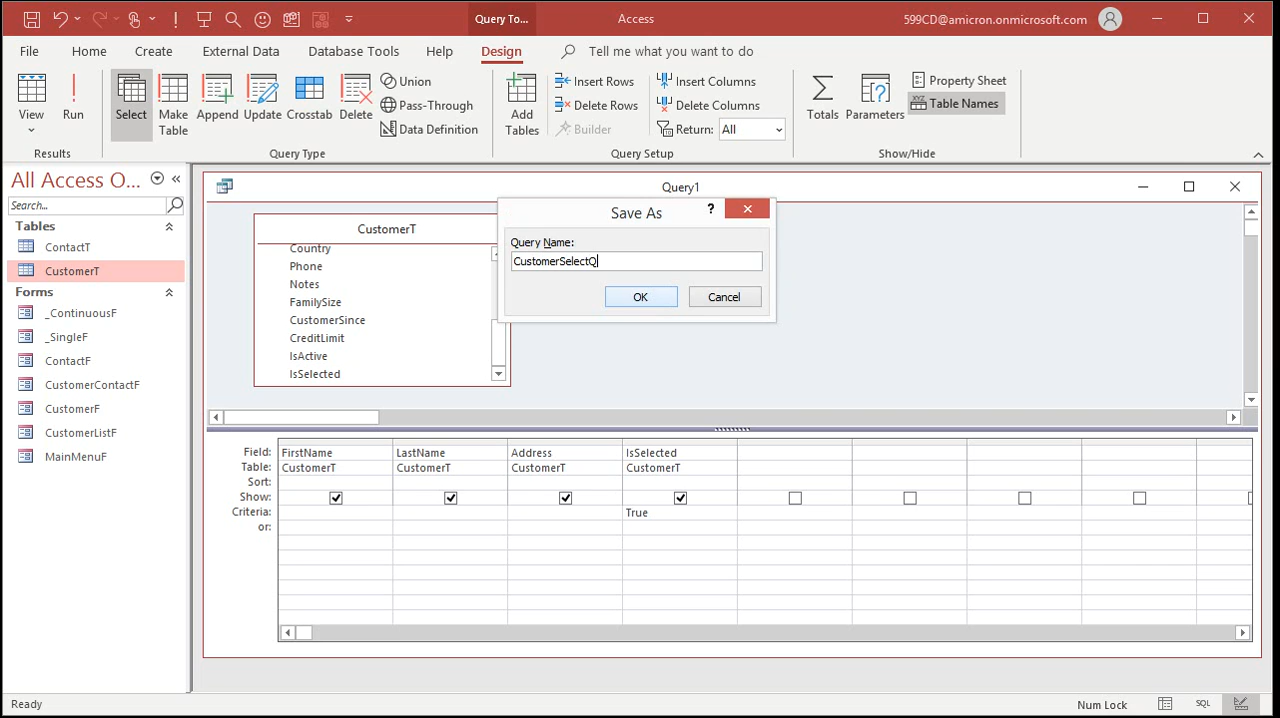 Query To... Access 599CD@amicron.onmicrosoft.com
File Home Create External Data Database Tools Help Design Tell me what you want to do
View
Run
Select
Make
Table
Append
Update
Crosstab
Delete
Union
Pass-Through
Data Definition
Add
Tables
Insert Rows
Delete Rows
Builder
Insert Columns
Delete Columns
Return: All
Totals
Parameters
Property Sheet
XYZ Table Names
Results Query Type Query Setup Show/Hide
All Access O...
Search...
Tables
ContactT
CustomerT
Forms
_ContinuousF
_SingleF
ContactF
CustomerContactF
CustomerF
CustomerListF
MainMenuF
Query1
CustomerT
Country
Phone
Notes
FamilySize
CustomerSince
CreditLimit
IsActive
IsSelected
Save As ?
Query Name:
CustomerSelectQ
OK Cancel
Field: FirstName LastName Address IsSelected
Table: CustomerT CustomerT CustomerT CustomerT
Sort:
Show:
Criteria: True
or:
Ready Num Lock SQL